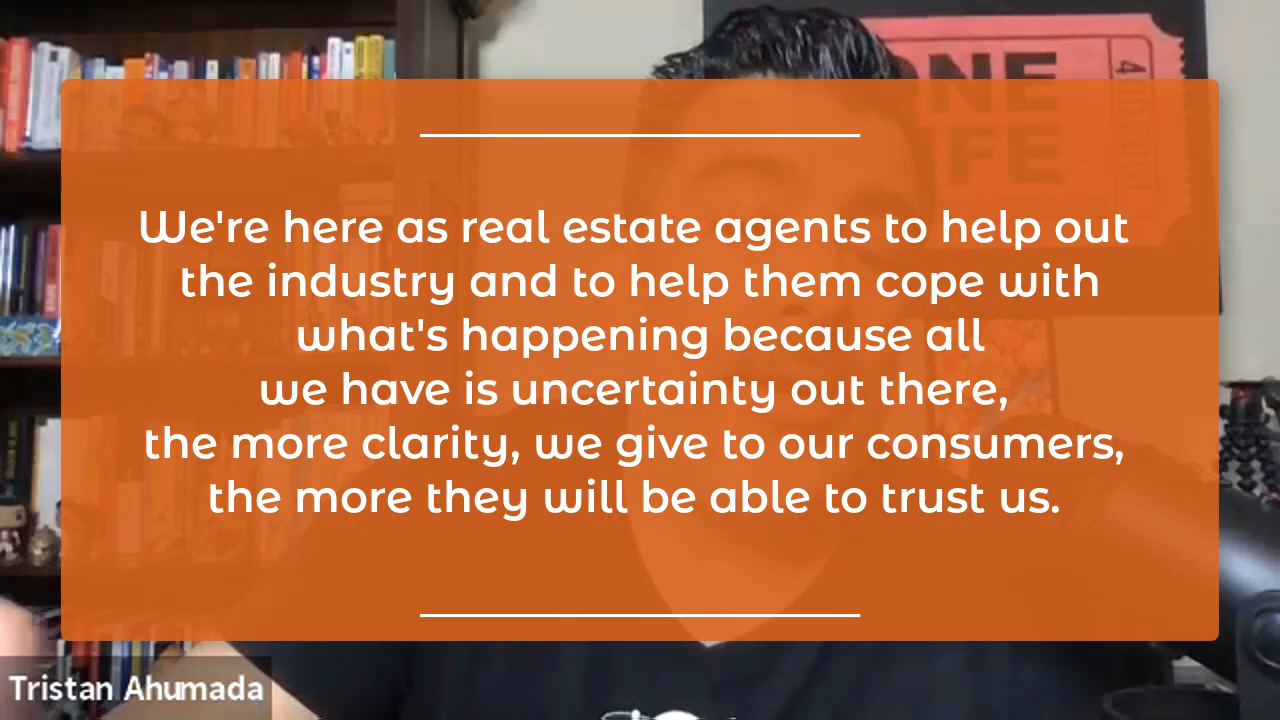 ONE
LIFE
We're here as real estate agents to help out
the industry and to help them cope with
what's happening because all
we have is uncertainty out there,
the more clarity, we give to our consumers,
the more they will be able to trust us.
Tristan Ahumada